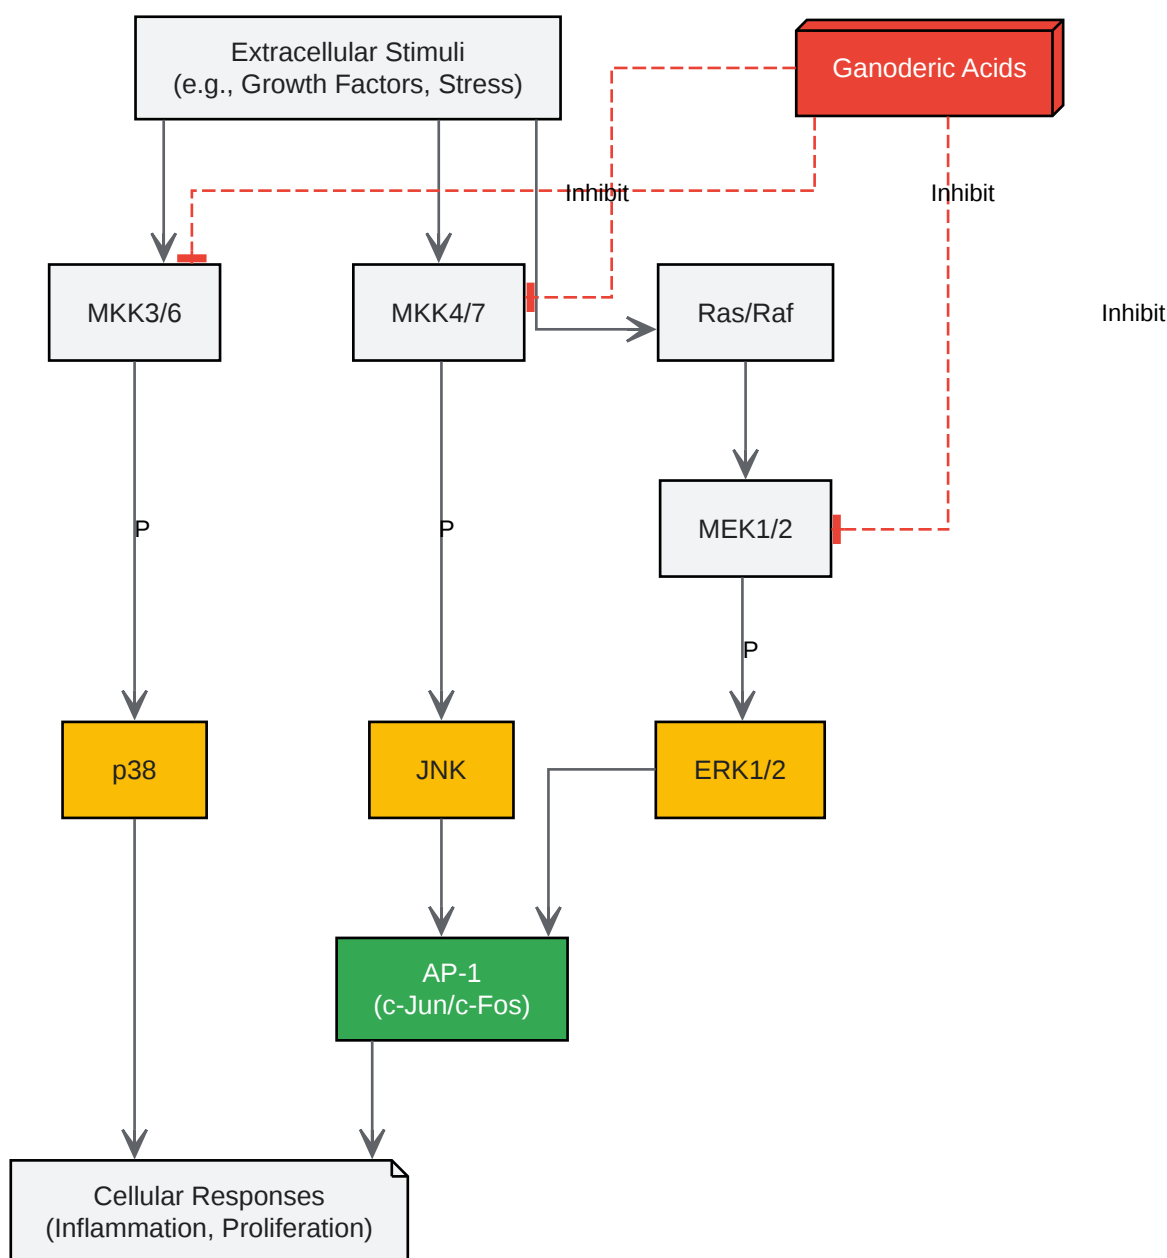 Extracellular Stimuli
(e.g., Growth Factors, Stress)
Ganoderic Acids
Inhibit
Inhibit
MKK3/6
MKK4/7
Ras/Raf
Inhibit
P
P
MEK1/2
P
p38
JNK
ERK1/2
AP-1
(c-Jun/c-Fos)
Cellular Responses
(Inflammation, Proliferation)